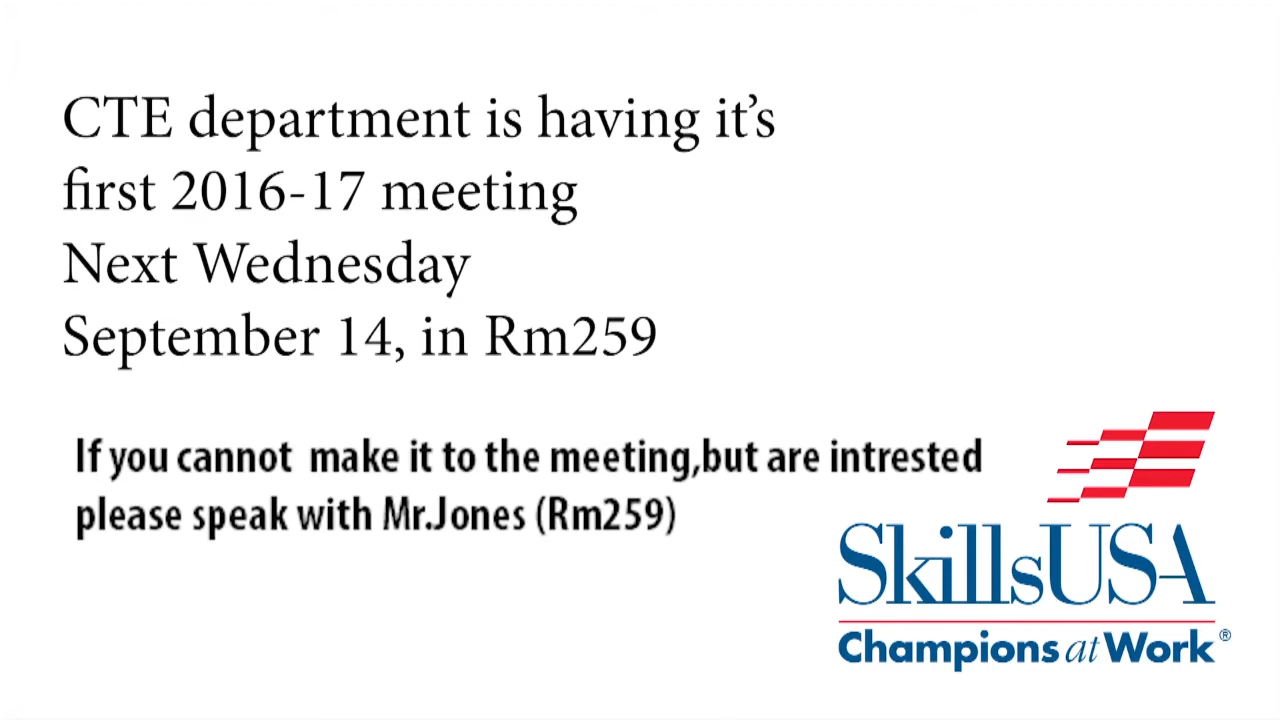 CTE department is having it’s
first 2016-17 meeting
Next Wednesday
September 14, in Rm259
If you cannot  make it to the meeting,but are intrested
please speak with Mr.Jones (Rm259)
SkillsUSA
Champions at Work®